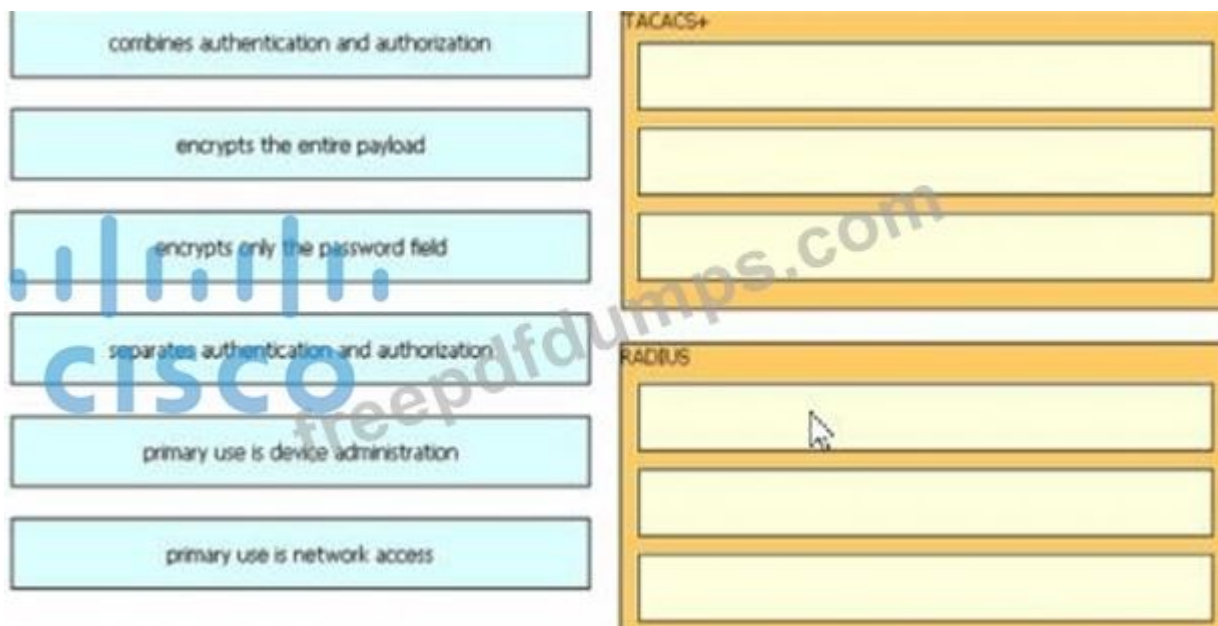 combines authentication and authorization
encrypts the entire payload
encrypts only the password field
separates authentication and authorization
primary use is device administration
primary use is network access
TACACS+
RADIUS
CISCO
freepdfdumps.com